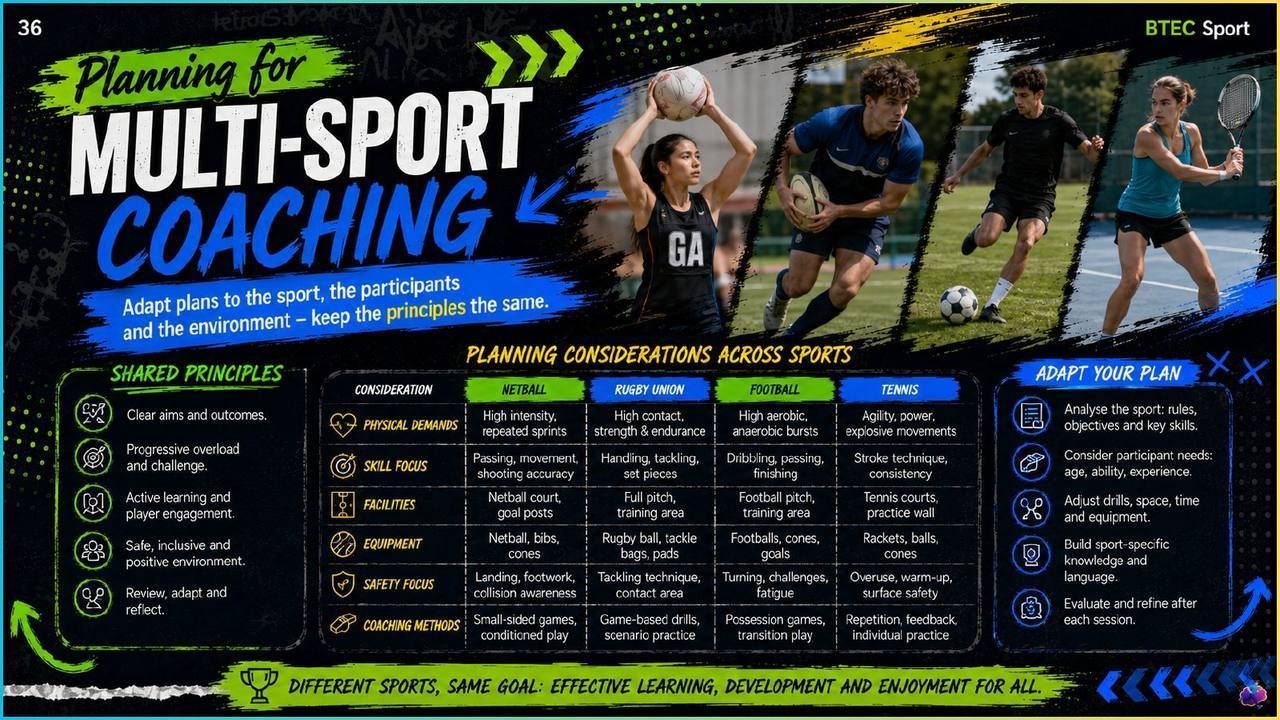 36
BTEC Sport
Planning for
MULTI-SPORT
COACHING
Adapt plans to the sport, the participants
and the environment – keep the principles the same.
GA
PLANNING CONSIDERATIONS ACROSS SPORTS
SHARED PRINCIPLES
Clear aims and outcomes.
Progressive overload
and challenge.
Active learning and
player engagement.
Safe, inclusive and
positive environment.
Review, adapt and
reflect.
CONSIDERATION NETBALL RUGBY UNION FOOTBALL TENNIS
PHYSICAL DEMANDS
High intensity,
repeated sprints
High contact,
strength & endurance
High aerobic,
anaerobic bursts
Agility, power,
explosive movements
SKILL FOCUS
Passing, movement,
shooting accuracy
Handling, tackling,
set pieces
Dribbling, passing,
finishing
Stroke technique,
consistency
FACILITIES
Netball court,
goal posts
Full pitch,
training area
Football pitch,
training area
Tennis courts,
practice wall
EQUIPMENT
Netball, bibs,
cones
Rugby ball, tackle
bags, pads
Footballs, cones,
goals
Rackets, balls,
cones
SAFETY FOCUS
Landing, footwork,
collision awareness
Tackling technique,
contact area
Turning, challenges,
fatigue
Overuse, warm-up,
surface safety
COACHING METHODS
Small-sided games,
conditioned play
Game-based drills,
scenario practice
Possession games,
transition play
Repetition, feedback,
individual practice
ADAPT YOUR PLAN
Analyse the sport: rules,
objectives and key skills.
Consider participant needs:
age, ability, experience.
Adjust drills, space, time
and equipment.
Build sport-specific
knowledge and
language.
Evaluate and refine after
each session.
DIFFERENT SPORTS, SAME GOAL: EFFECTIVE LEARNING, DEVELOPMENT AND ENJOYMENT FOR ALL.